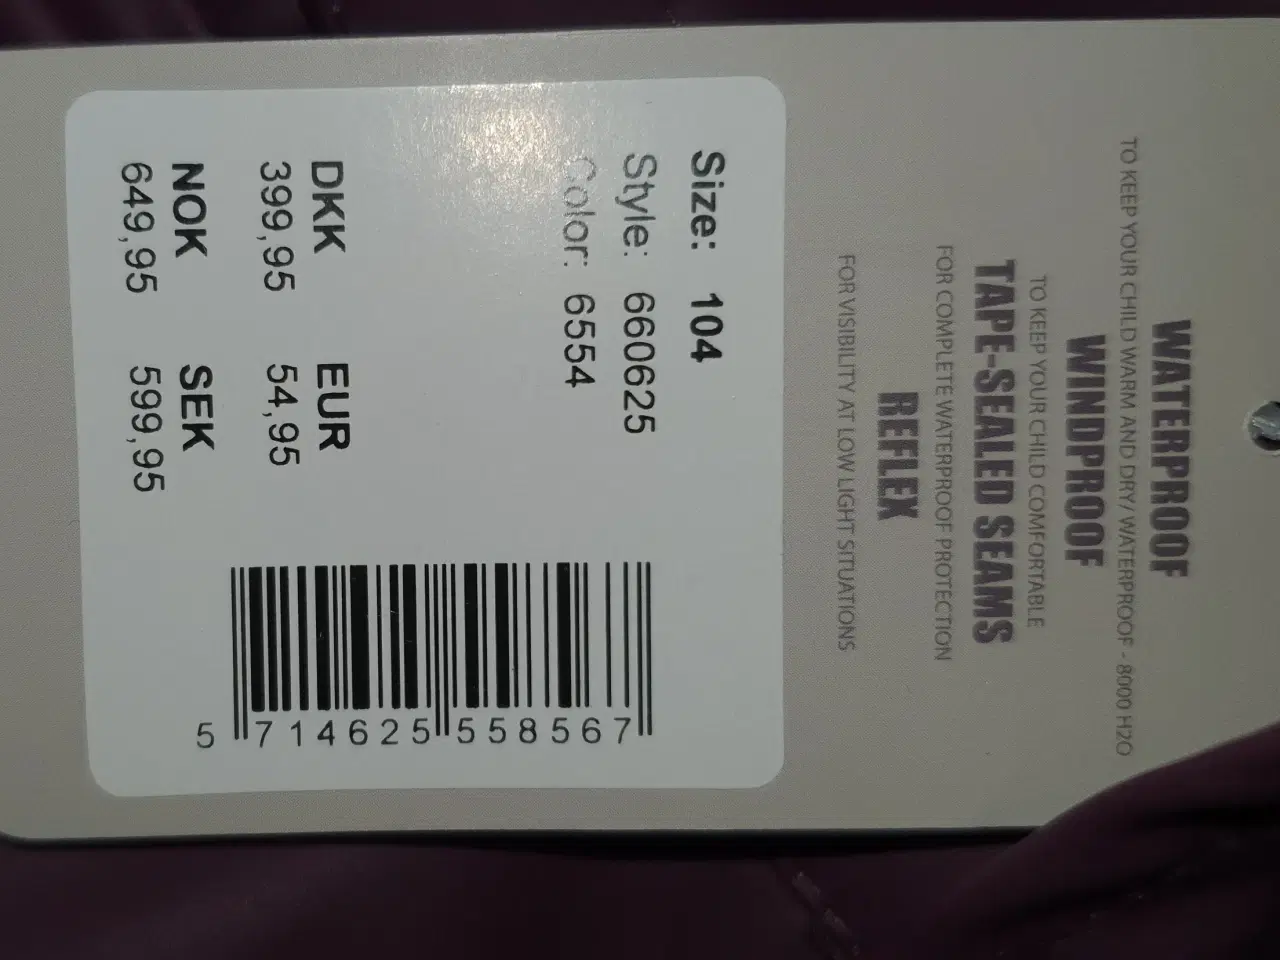 WATERPROOF
TO KEEP YOUR CHILD WARM AND DRY/ WATERPROOF - 8000 H2O
WINDPROOF
TO KEEP YOUR CHILD COMFORTABLE
TAPE-SEALED SEAMS
FOR COMPLETE WATERPROOF PROTECTION
REFLEX
FOR VISIBILITY AT LOW LIGHT SITUATIONS
Size: 104
Style: 660625
Color: 6554
DKK EUR
399,95 54,95
NOK SEK
649,95 599,95
5 714625 558567